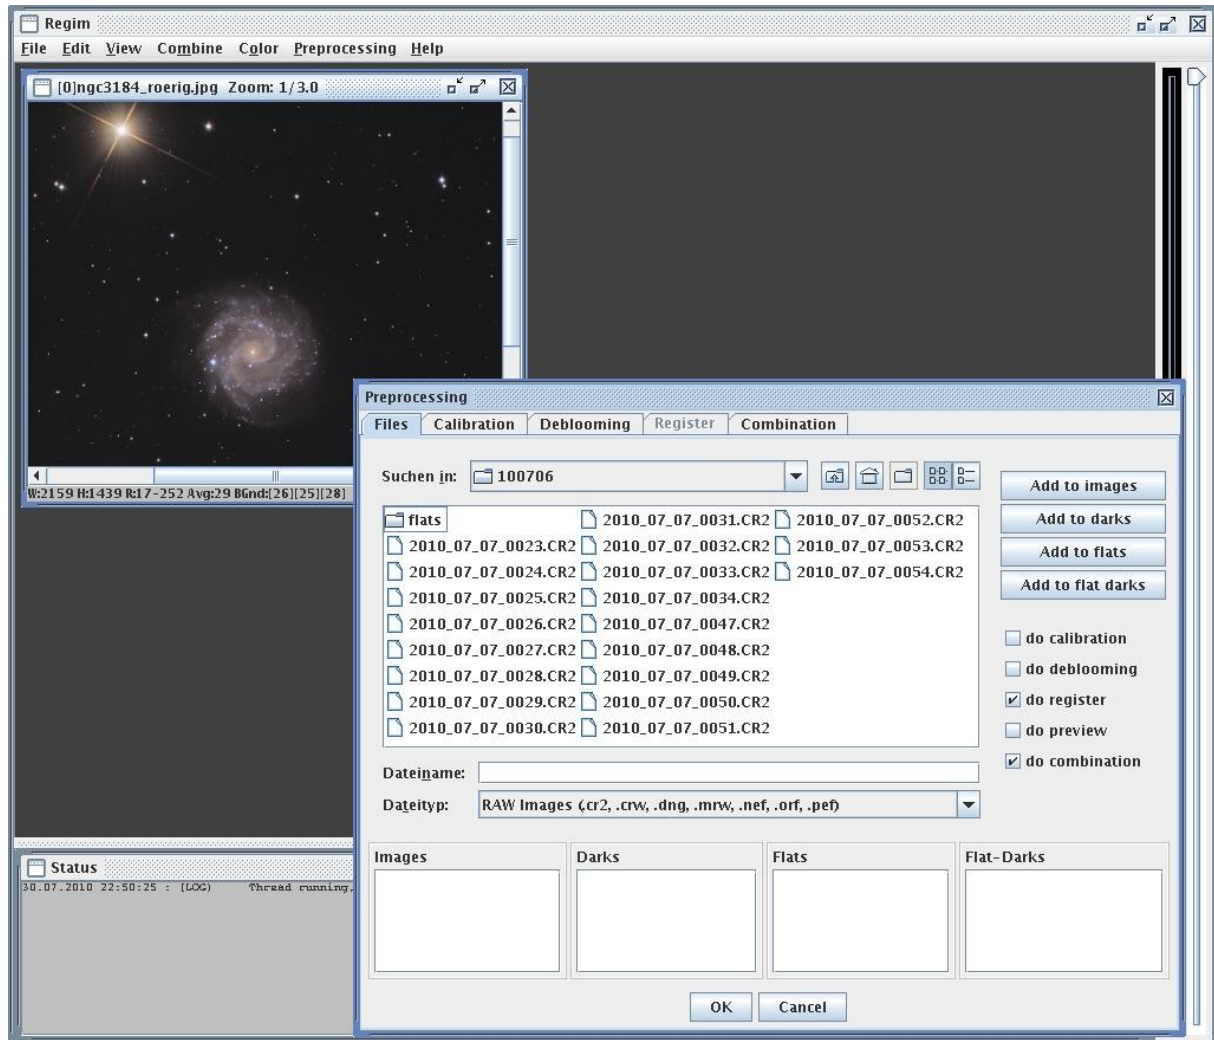 Regim
File Edit View Combine Color Preprocessing Help
[0]ngc3184_roerig.jpg Zoom: 1/3.0
W:2159 H:1439 R:17-252 Avg:29 BGnd:[26][25][28]
Preprocessing
Files Calibration Deblooming Register Combination
Suchen in: 100706
flats 2010_07_07_0031.CR2 2010_07_07_0052.CR2
2010_07_07_0023.CR2 2010_07_07_0032.CR2 2010_07_07_0053.CR2
2010_07_07_0024.CR2 2010_07_07_0033.CR2 2010_07_07_0054.CR2
2010_07_07_0025.CR2 2010_07_07_0034.CR2
2010_07_07_0026.CR2 2010_07_07_0047.CR2
2010_07_07_0027.CR2 2010_07_07_0048.CR2
2010_07_07_0028.CR2 2010_07_07_0049.CR2
2010_07_07_0029.CR2 2010_07_07_0050.CR2
2010_07_07_0030.CR2 2010_07_07_0051.CR2
Dateiname:
Dateityp: RAW Images (.cr2, .crw, .dng, .mrw, .nef, .orf, .pef)
Add to images
Add to darks
Add to flats
Add to flat darks
do calibration
do deblooming
do register
do preview
do combination
Images Darks Flats Flat-Darks
OK Cancel
Status
30.07.2010 22:50:25 : [LOG) Thread running,